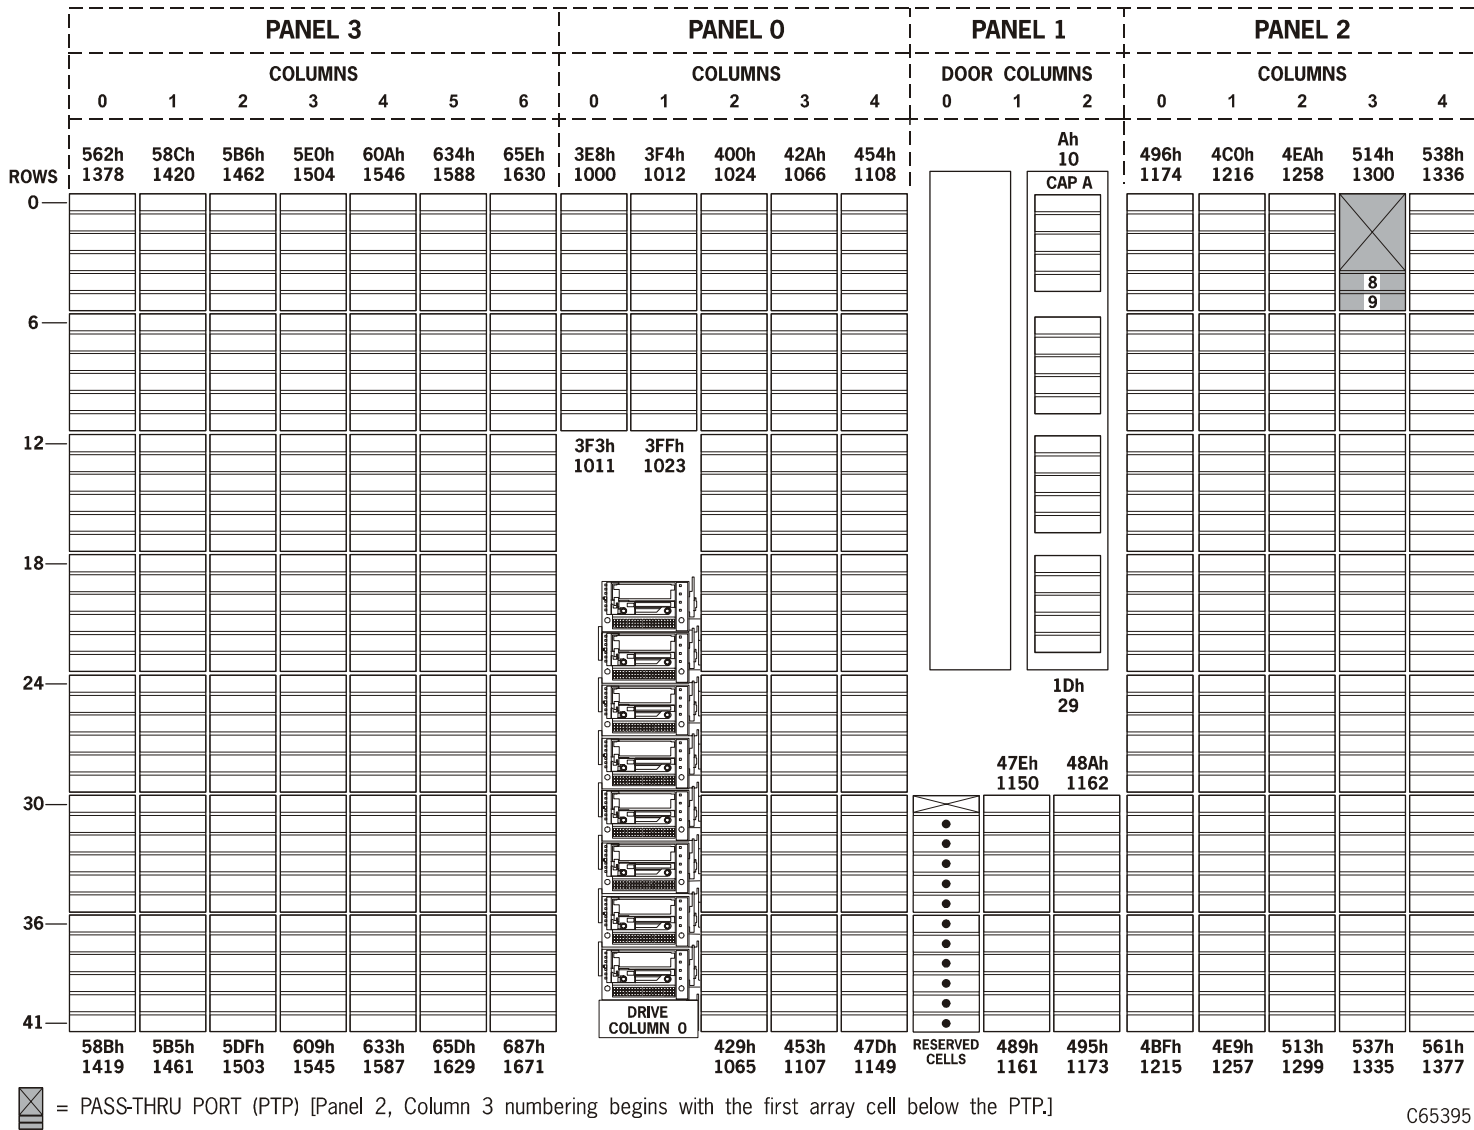 PANEL 3 PANEL 0 PANEL 1 PANEL 2
COLUMNS COLUMNS DOOR COLUMNS COLUMNS
0 1 2 3 4 5 6 0 1 2 3 4 0 1 2 0 1 2 3 4
Ah
10
562h 58Ch 5B6h 5E0h 60Ah 634h 65Eh 3E8h 3F4h 400h 42Ah 454h 496h 4C0h 4EAh 514h 538h
ROWS 1378 1420 1462 1504 1546 1588 1630 1000 1012 1024 1066 1108 1174 1216 1258 1300 1336
CAP A
0
8
9
6
12
3F3h 3FFh
1011 1023
18
24
1Dh
29
47Eh 48Ah
1150 1162
30
36
41
DRIVE
COLUMN 0
58Bh 5B5h 5DFh 609h 633h 65Dh 687h 429h 453h 47Dh RESERVED 489h 495h 4BFh 4E9h 513h 537h 561h
1419 1461 1503 1545 1587 1629 1671 1065 1107 1149 CELLS 1161 1173 1215 1257 1299 1335 1377
= PASS-THRU PORT (PTP) [Panel 2, Column 3 numbering begins with the first array cell below the PTP.]
C65395